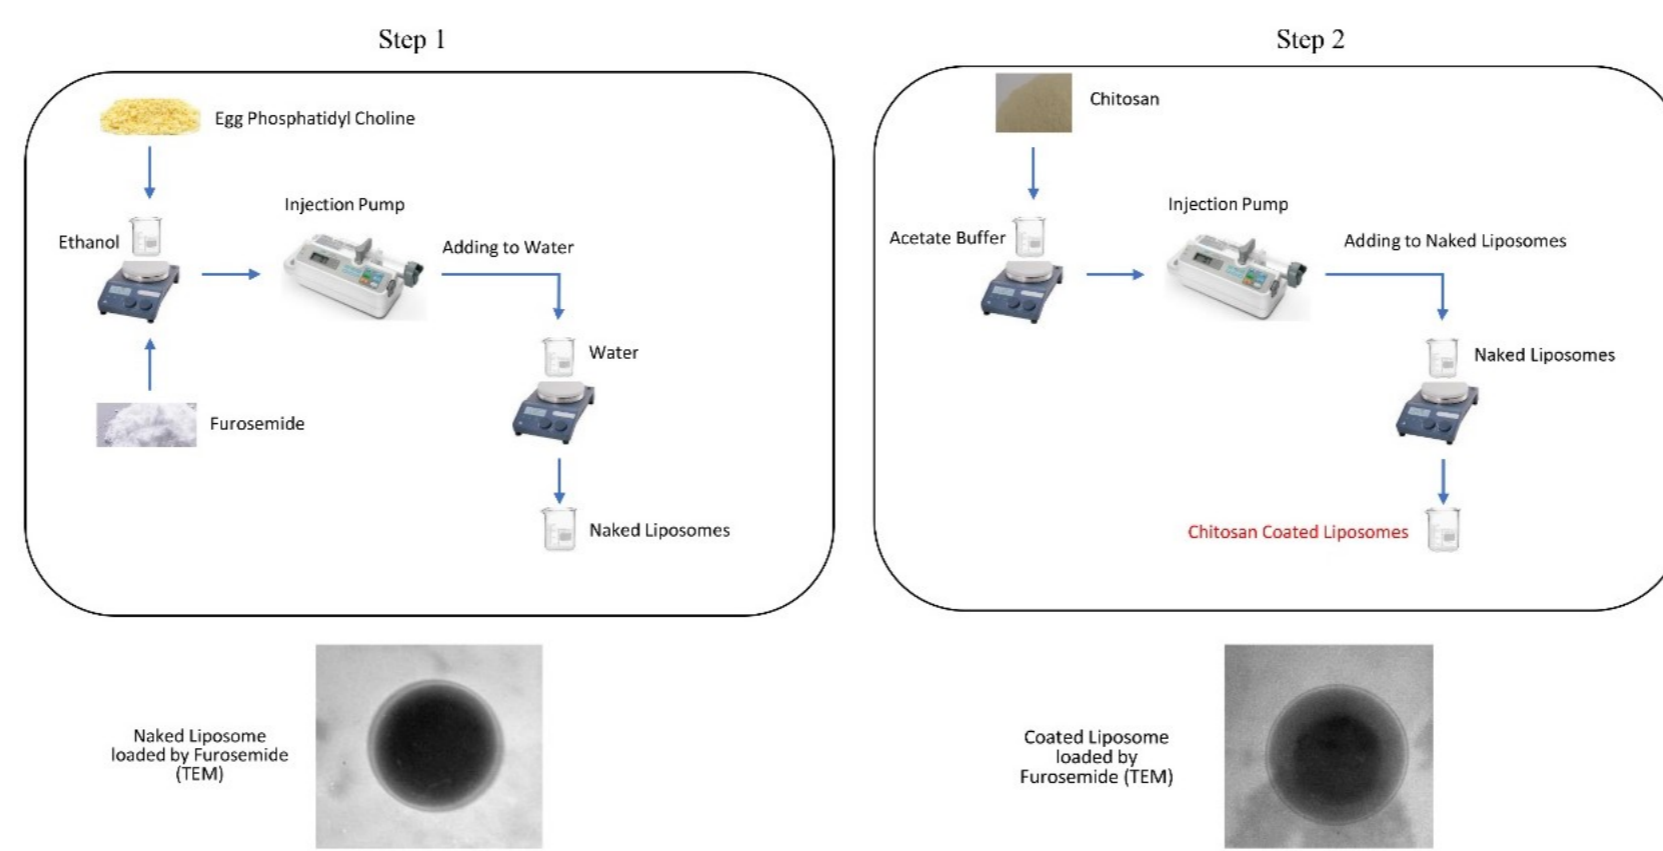 Step 1
Egg Phosphatidyl Choline
Ethanol
Injection Pump
Adding to Water
Water
Furosemide
Naked Liposomes
Naked Liposome
loaded by Furosemide
(TEM)
Step 2
Chitosan
Acetate Buffer
Injection Pump
Adding to Naked Liposomes
Naked Liposomes
Chitosan Coated Liposomes
Coated Liposome
loaded by
Furosemide (TEM)